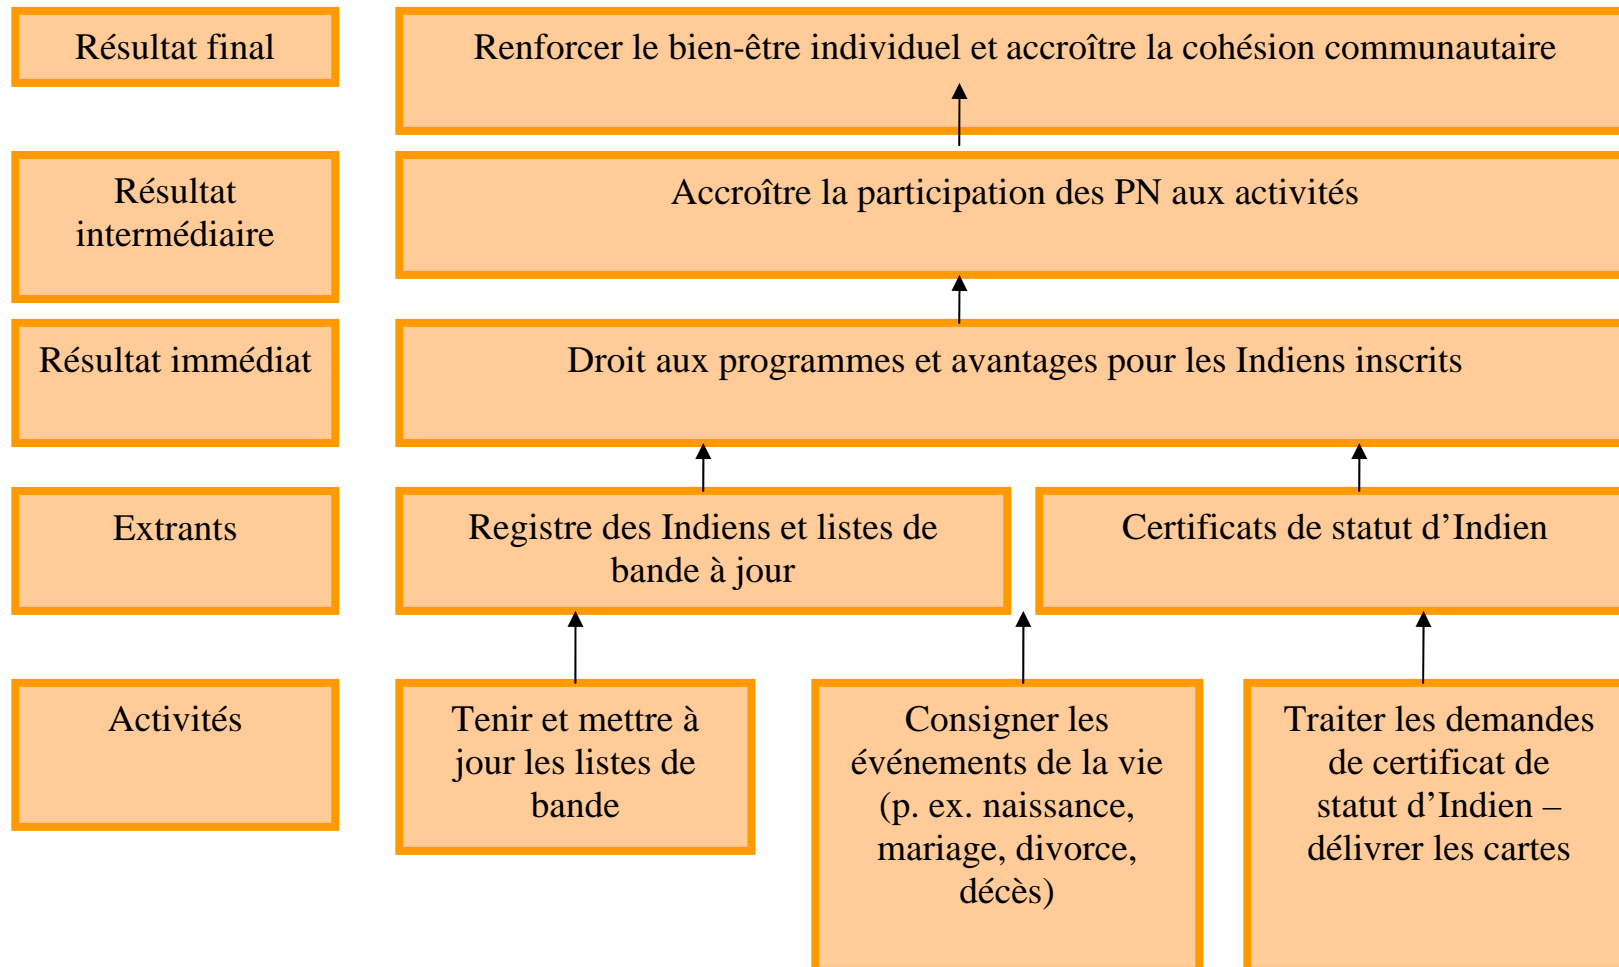 Résultat final
Renforcer le bien-être individuel et accroître la cohésion communautaire
Résultat
intermédiaire
Accroître la participation des PN aux activités
Résultat immédiat
Droit aux programmes et avantages pour les Indiens inscrits
Extrants
Registre des Indiens et listes de
bande à jour
Certificats de statut d’Indien
Activités
Tenir et mettre à
jour les listes de
bande
Consigner les
événements de la vie
(p. ex. naissance,
mariage, divorce,
décès)
Traiter les demandes
de certificat de
statut d’Indien –
délivrer les cartes